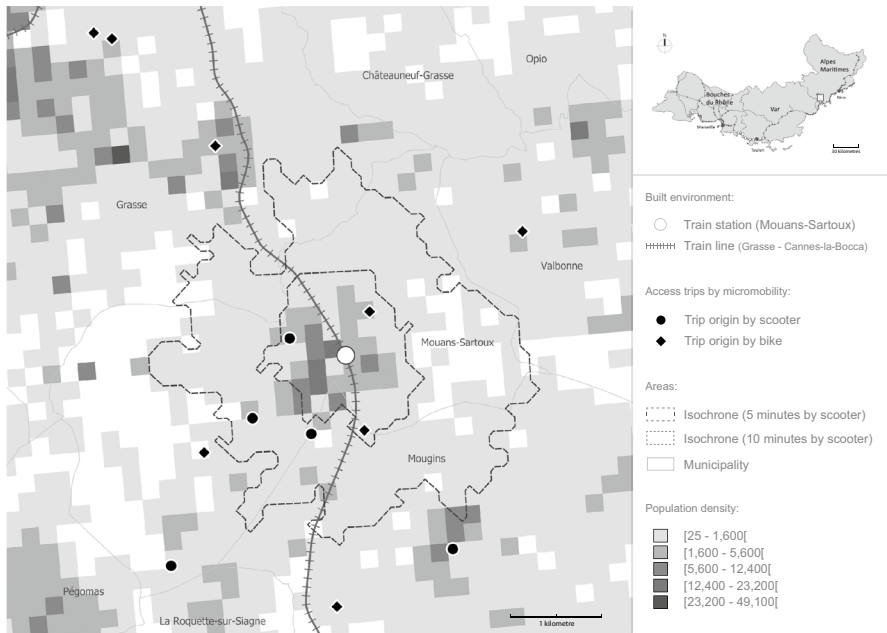 Opio
Châteauneuf-Grasse
Grasse
Valbonne
Mouans-Sartoux
Mougins
Pégomas
La Roquette-sur-Siagne
1 kilometre
N
Alpes
Maritimes
Bouches
du Rhône
Var
Nice
Marseille
Toulon
30 kilometres
Built environment:
Train station (Mouans-Sartoux)
Train line (Grasse - Cannes-la-Bocca)
Access trips by micromobility:
Trip origin by scooter
Trip origin by bike
Areas:
Isochrone (5 minutes by scooter)
Isochrone (10 minutes by scooter)
Municipality
Population density:
[25 - 1,600[
[1,600 - 5,600[
[5,600 - 12,400[
[12,400 - 23,200[
[23,200 - 49,100[